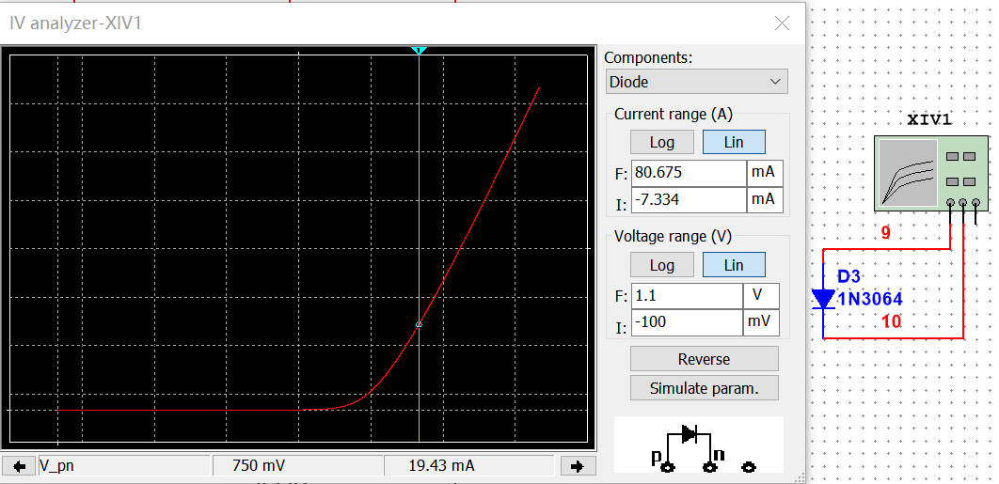 IV analyzer-XIV1
1
Components:
Diode
Current range (A)
Log Lin
F: 80.675 mA
I: -7.334 mA
Voltage range (V)
Log Lin
F: 1.1 V
I: -100 mV
Reverse
Simulate param.
p n
V_pn 750 mV 19.43 mA
XIV1
9
D3
1N3064
10